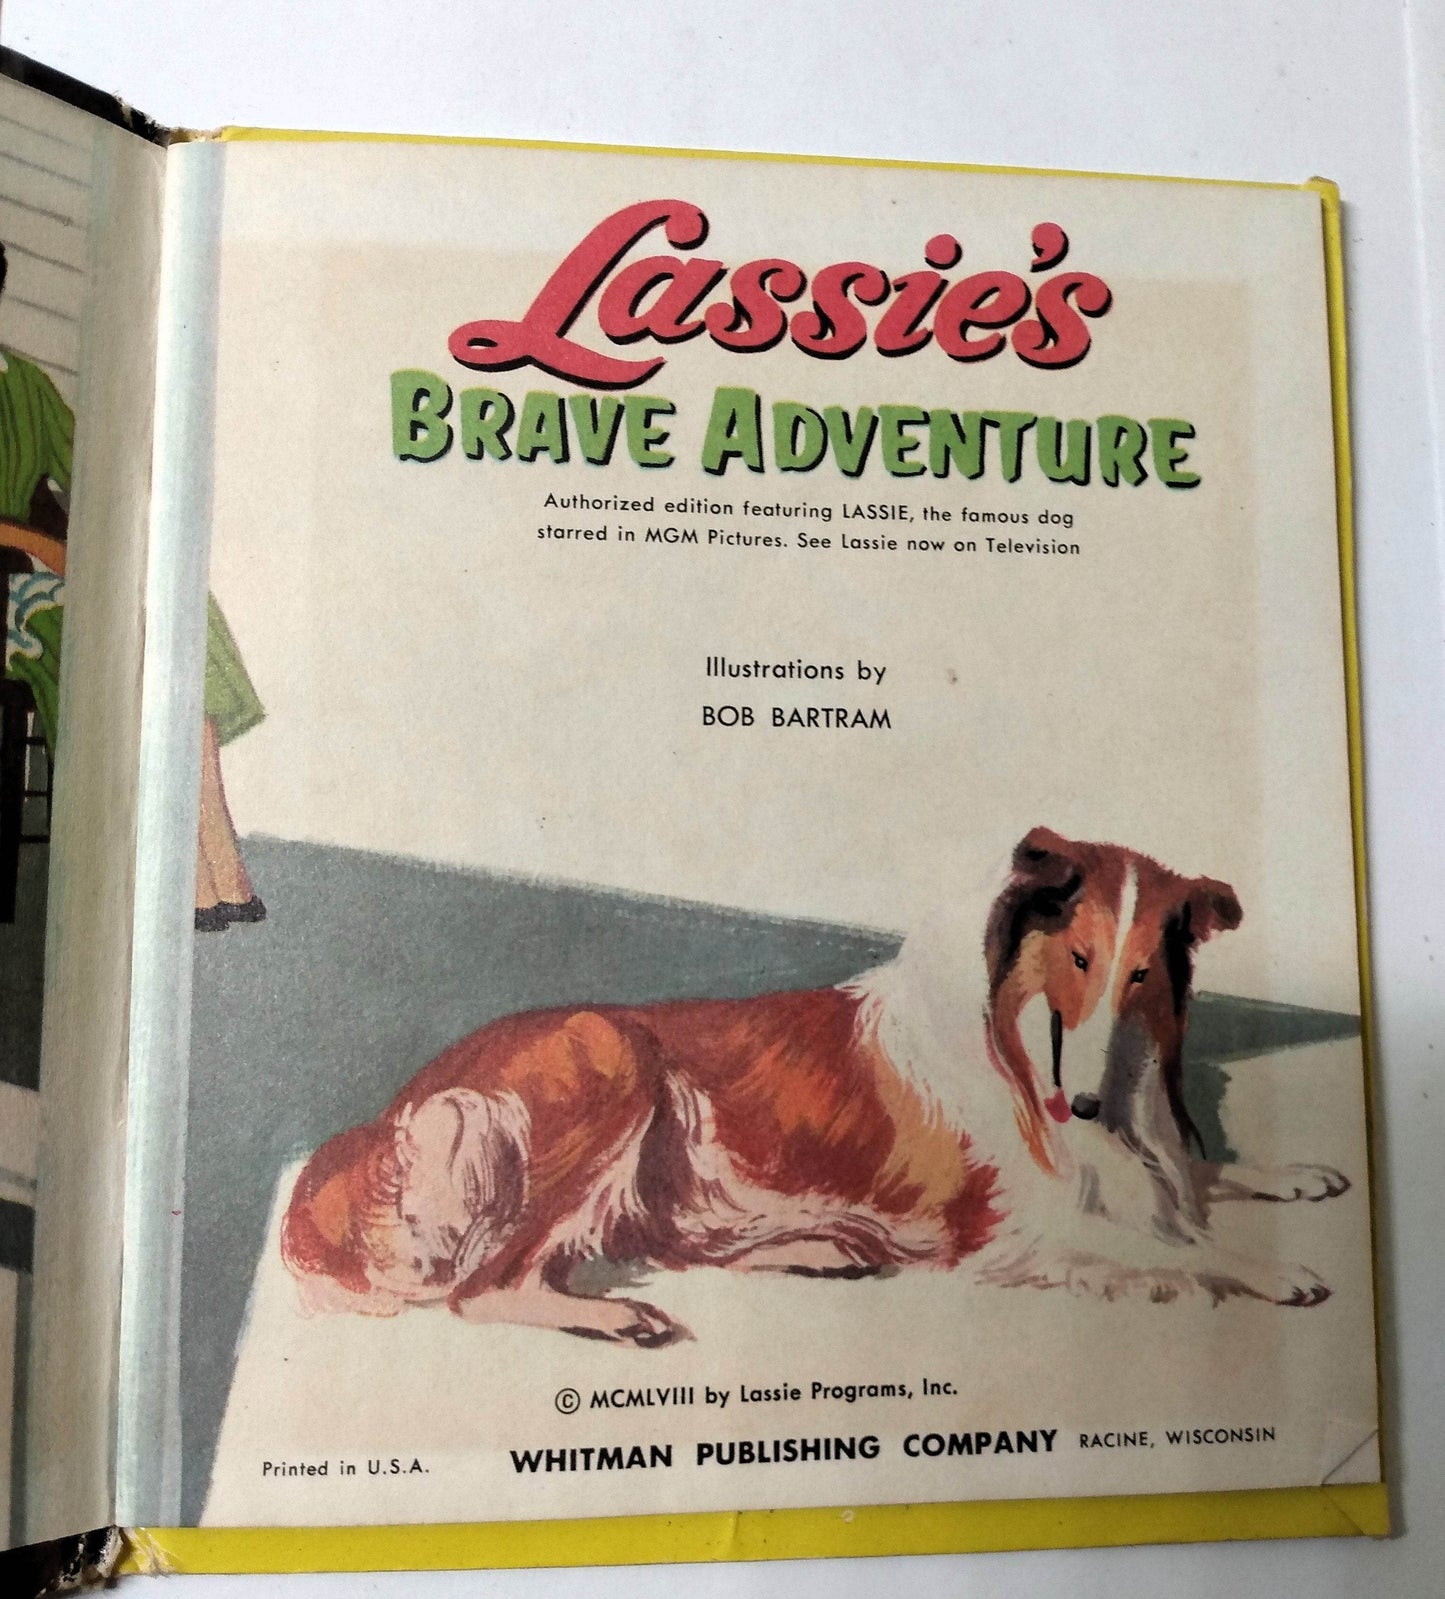 Lassie's
BRAVE ADVENTURE
Authorized edition featuring LASSIE, the famous dog
starred in MGM Pictures. See Lassie now on Television
Illustrations by
BOB BARTRAM
© MCMLVIII by Lassie Programs, Inc.
Printed in U.S.A. WHITMAN PUBLISHING COMPANY RACINE, WISCONSIN